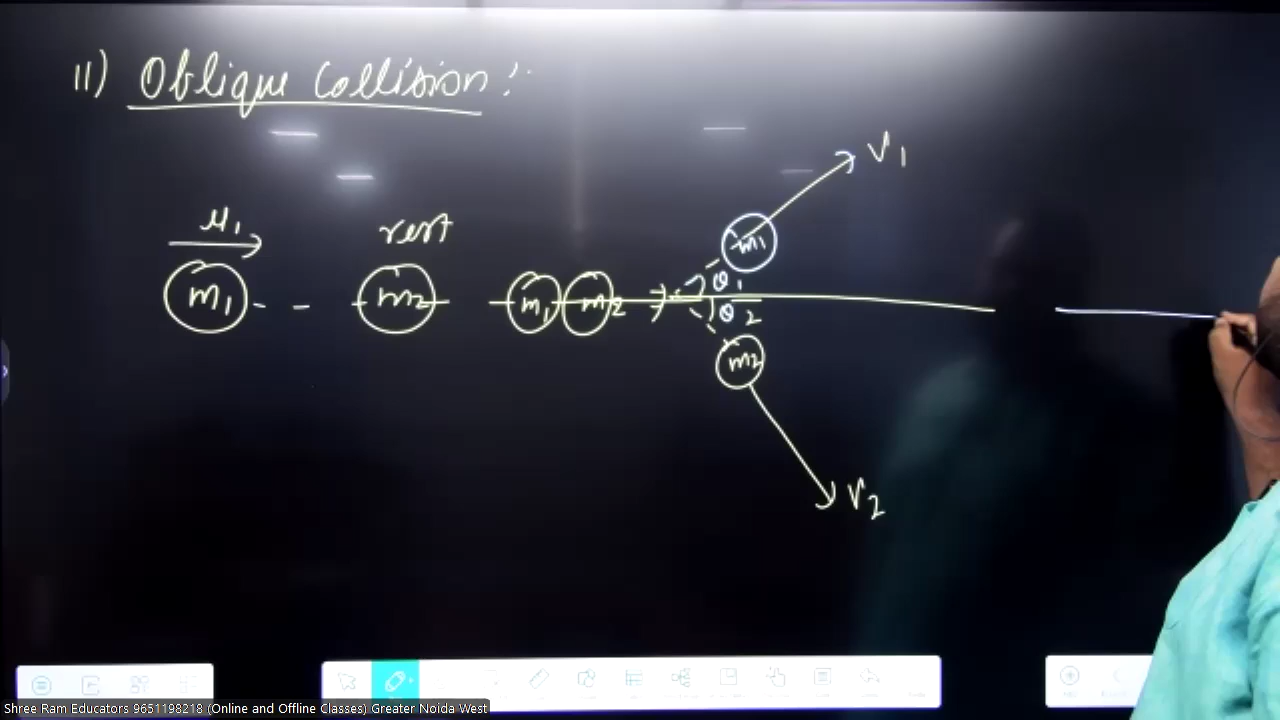 11) Oblique Collision :
u1
rest
v1
m1
m2
m1
m2
m1
θ1
θ2
m2
v2
Shree Ram Educators 9651198218 (Online and Offline Classes) Greater Noida West